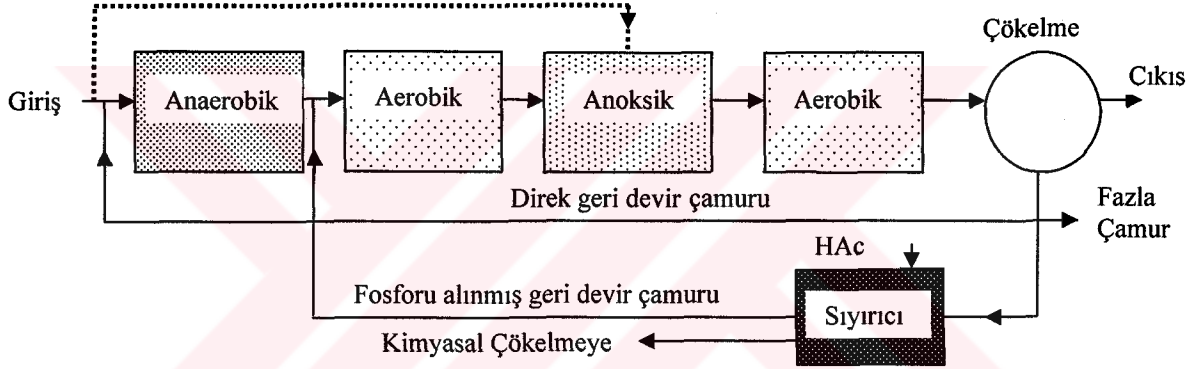 Çökelme
Giriş
Anaerobik
Aerobik
Anoksik
Aerobik
Cıkıs
Direk geri devir çamuru
Fazla
Çamur
HAc
Fosforu alınmış geri devir çamuru
Sıyırıcı
Kimyasal Çökelmeye